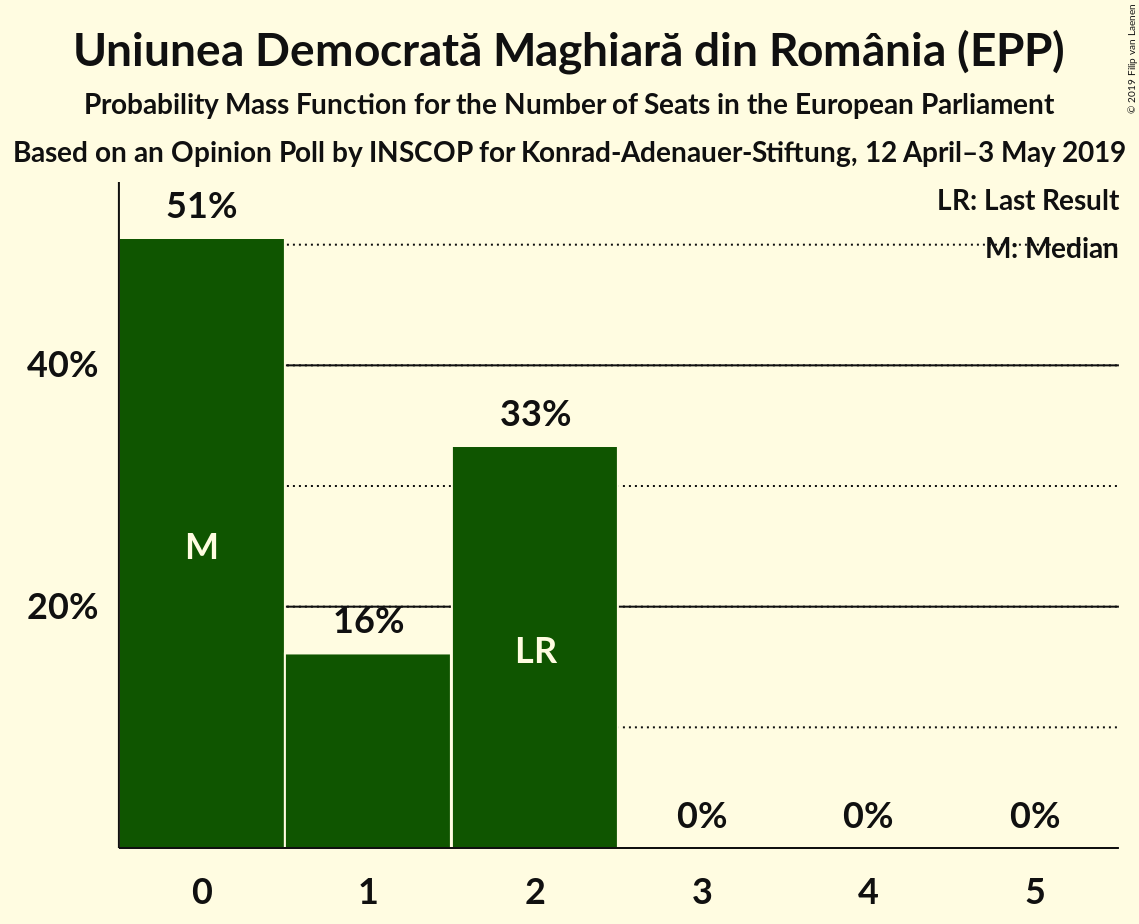 Uniunea Democrată Maghiară din România (EPP)
Probability Mass Function for the Number of Seats in the European Parliament
Based on an Opinion Poll by INSCOP for Konrad-Adenauer-Stiftung, 12 April–3 May 2019
© 2019 Filip van Laenen
LR: Last Result
M: Median
51%
40%
33%
M
20%
16%
LR
0% 0% 0%
0 1 2 3 4 5